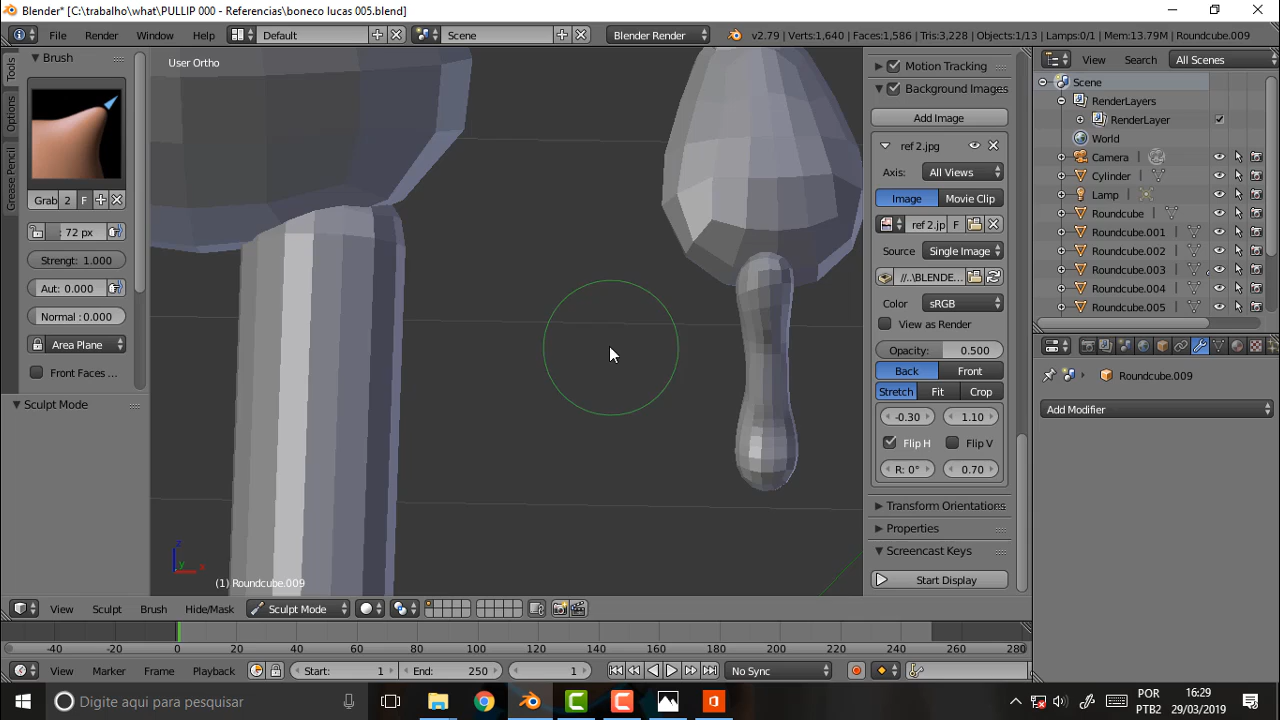 Blender* [C:\trabalho\what\PULLIP 000 - Referencias\boneco lucas 005.blend]
File Render Window Help Default Scene Blender Render v2.79 | Verts:1,640 | Faces:1,586 | Tris:3,228 | Objects:1/13 | Lamps:0/1 | Mem:13.79M | Roundcube.009
Tools
Options
Grease Pencil
Brush
Grab 2 F
: 72 px
Strengt: 1.000
Aut: 0.000
Normal : 0.000
Area Plane
Front Faces ...
Sculpt Mode
User Ortho
z
y
x
(1) Roundcube.009
Motion Tracking
Background Images
Add Image
ref 2.jpg
Axis: All Views
Image Movie Clip
ref 2.jp F
Source Single Image
//..\BLENDE...
Color sRGB
View as Render
Opacity: 0.500
Back Front
Stretch Fit Crop
-0.30 1.10
Flip H Flip V
R: 0° 0.70
Transform Orientations
Properties
Screencast Keys
Start Display
View Search All Scenes
Scene
RenderLayers
RenderLayer
World
Camera
Cylinder
Lamp
Roundcube
Roundcube.001
Roundcube.002
Roundcube.003
Roundcube.004
Roundcube.005
Roundcube.009
Add Modifier
View Sculpt Brush Hide/Mask Sculpt Mode
-40 -20 0 20 40 60 80 100 120 140 160 180 200 220 240 260 280
View Marker Frame Playback Start: 1 End: 250 1 No Sync
Digite aqui para pesquisar
POR
PTB2
16:29
29/03/2019